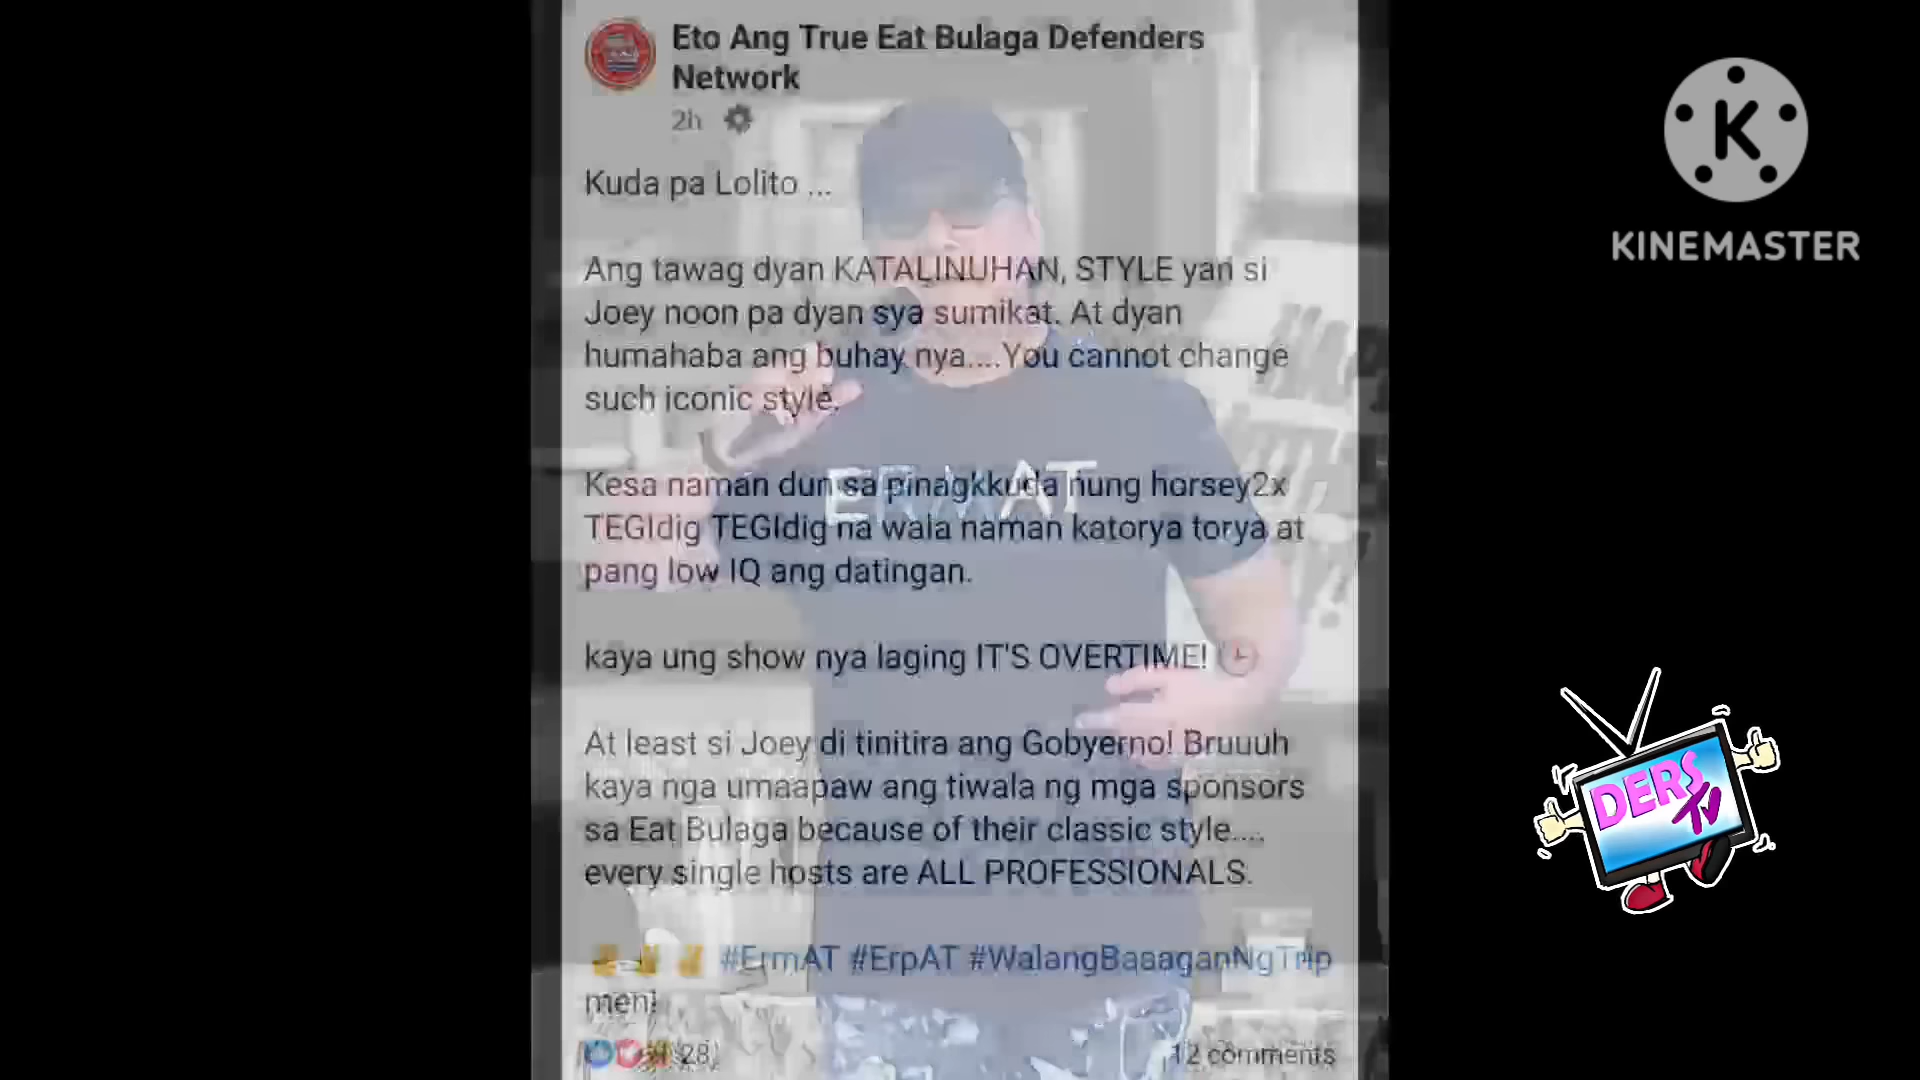 Eto Ang True Eat Bulaga Defenders
Network
2h
Kuda pa Lolito ...
Ang tawag dyan KATALINUHAN, STYLE yan si
Joey noon pa dyan sya sumikat. At dyan
humahaba ang buhay nya....You cannot change
such iconic style.
ERMAT
Kesa naman dun sa pinagkkuda nung horsey2x
TEGIdig TEGIdig na wala naman katorya torya at
pang low IQ ang datingan.
kaya ung show nya laging IT'S OVERTIME!
At least si Joey di tinitira ang Gobyerno! Bruuuh
kaya nga umaapaw ang tiwala ng mga sponsors
sa Eat Bulaga because of their classic style....
every single hosts are ALL PROFESSIONALS.
#ErmAT #ErpAT #WalangBasaganNgTrip
men!
28
12 comments
K
KINEMASTER
DERS
TV